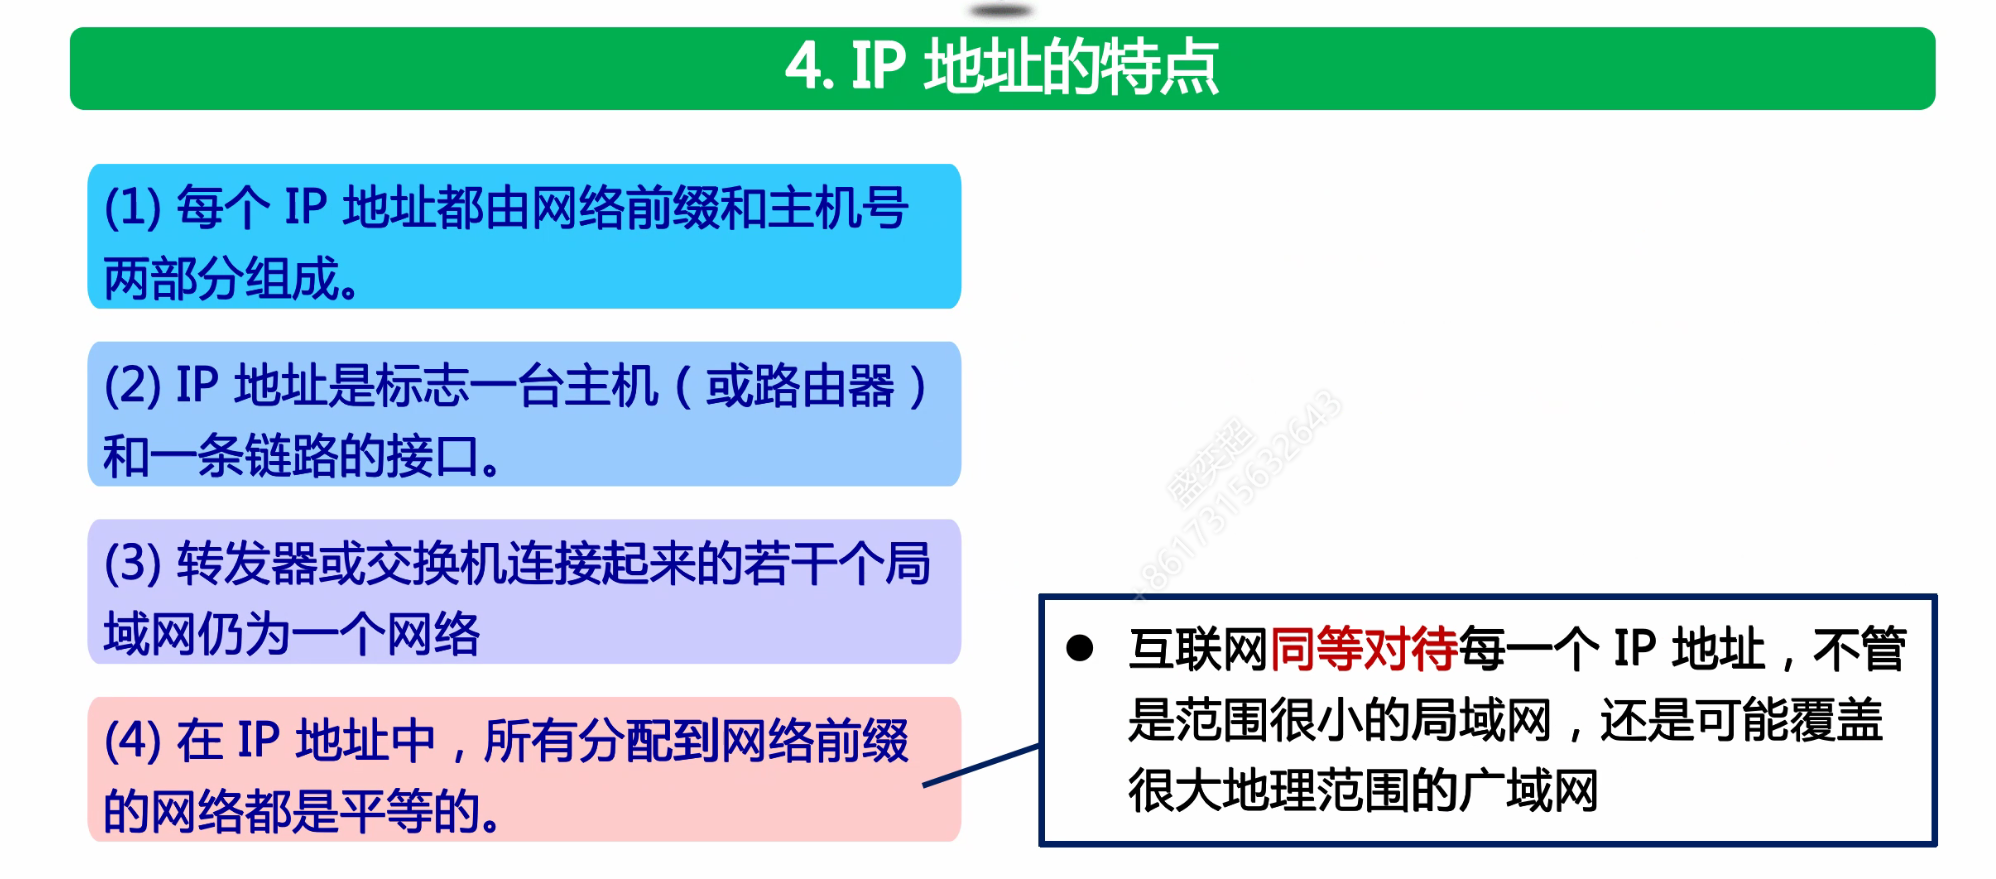 4. IP 地址的特点
(1) 每个 IP 地址都由网络前缀和主机号
两部分组成。
(2) IP 地址是标志一台主机（或路由器）
和一条链路的接口。
(3) 转发器或交换机连接起来的若干个局
域网仍为一个网络
(4) 在 IP 地址中，所有分配到网络前缀
的网络都是平等的。
● 互联网同等对待每一个 IP 地址，不管
是范围很小的局域网，还是可能覆盖
很大地理范围的广域网
盛奕超
+8617315632643